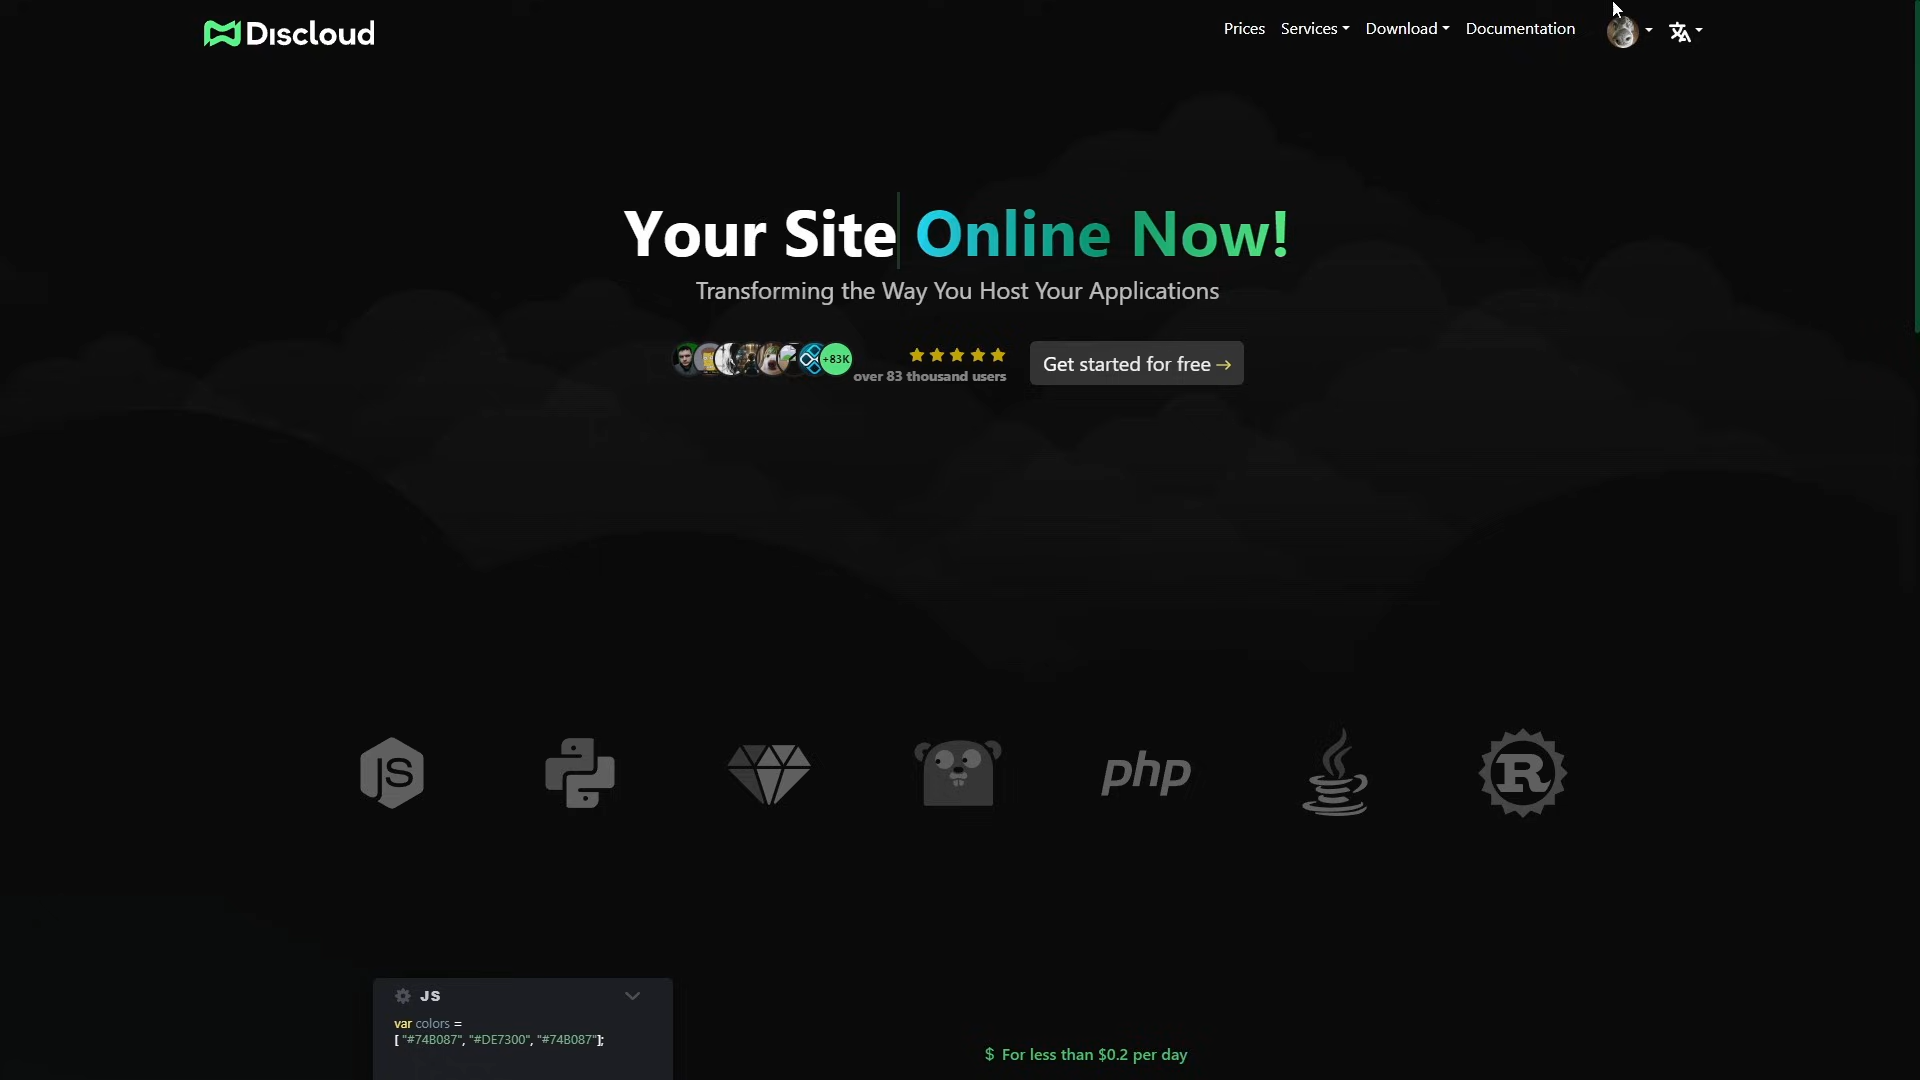 Discloud
Prices Services Download Documentation
Your Site Online Now!
Transforming the Way You Host Your Applications
+83K
over 83 thousand users
Get started for free →
JS
php
R
JS
var colors =
[ "#74B087", "#DE7300", "#74B087"];
$ For less than $0.2 per day